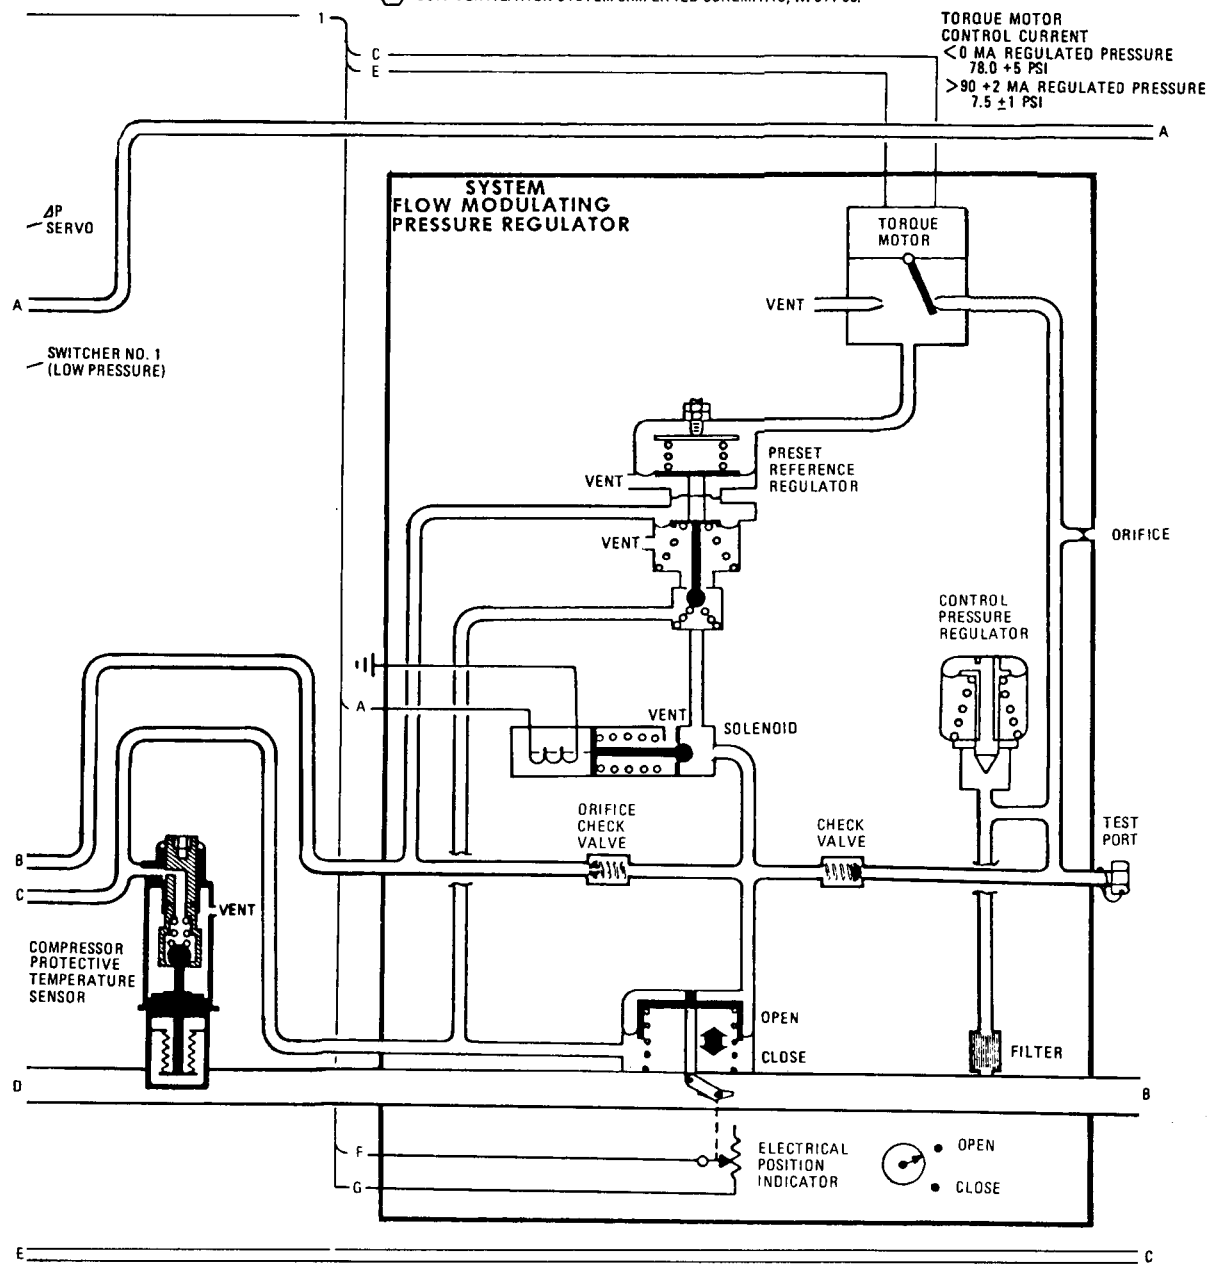 1
C
E
TORQUE MOTOR
CONTROL CURRENT
<0 MA REGULATED PRESSURE
78.0 +5 PSI
>90 +2 MA REGULATED PRESSURE
7.5 ±1 PSI
A
SYSTEM
FLOW MODULATING
PRESSURE REGULATOR
ΔP
SERVO
TORQUE
MOTOR
A
VENT
SWITCHER NO. 1
(LOW PRESSURE)
PRESET
REFERENCE
REGULATOR
VENT
VENT
ORIFICE
CONTROL
PRESSURE
REGULATOR
A
VENT
SOLENOID
ORIFICE
CHECK
VALVE
CHECK
VALVE
TEST
PORT
B
C
VENT
COMPRESSOR
PROTECTIVE
TEMPERATURE
SENSOR
OPEN
CLOSE
FILTER
D
B
F
G
ELECTRICAL
POSITION
INDICATOR
OPEN
CLOSE
E
C